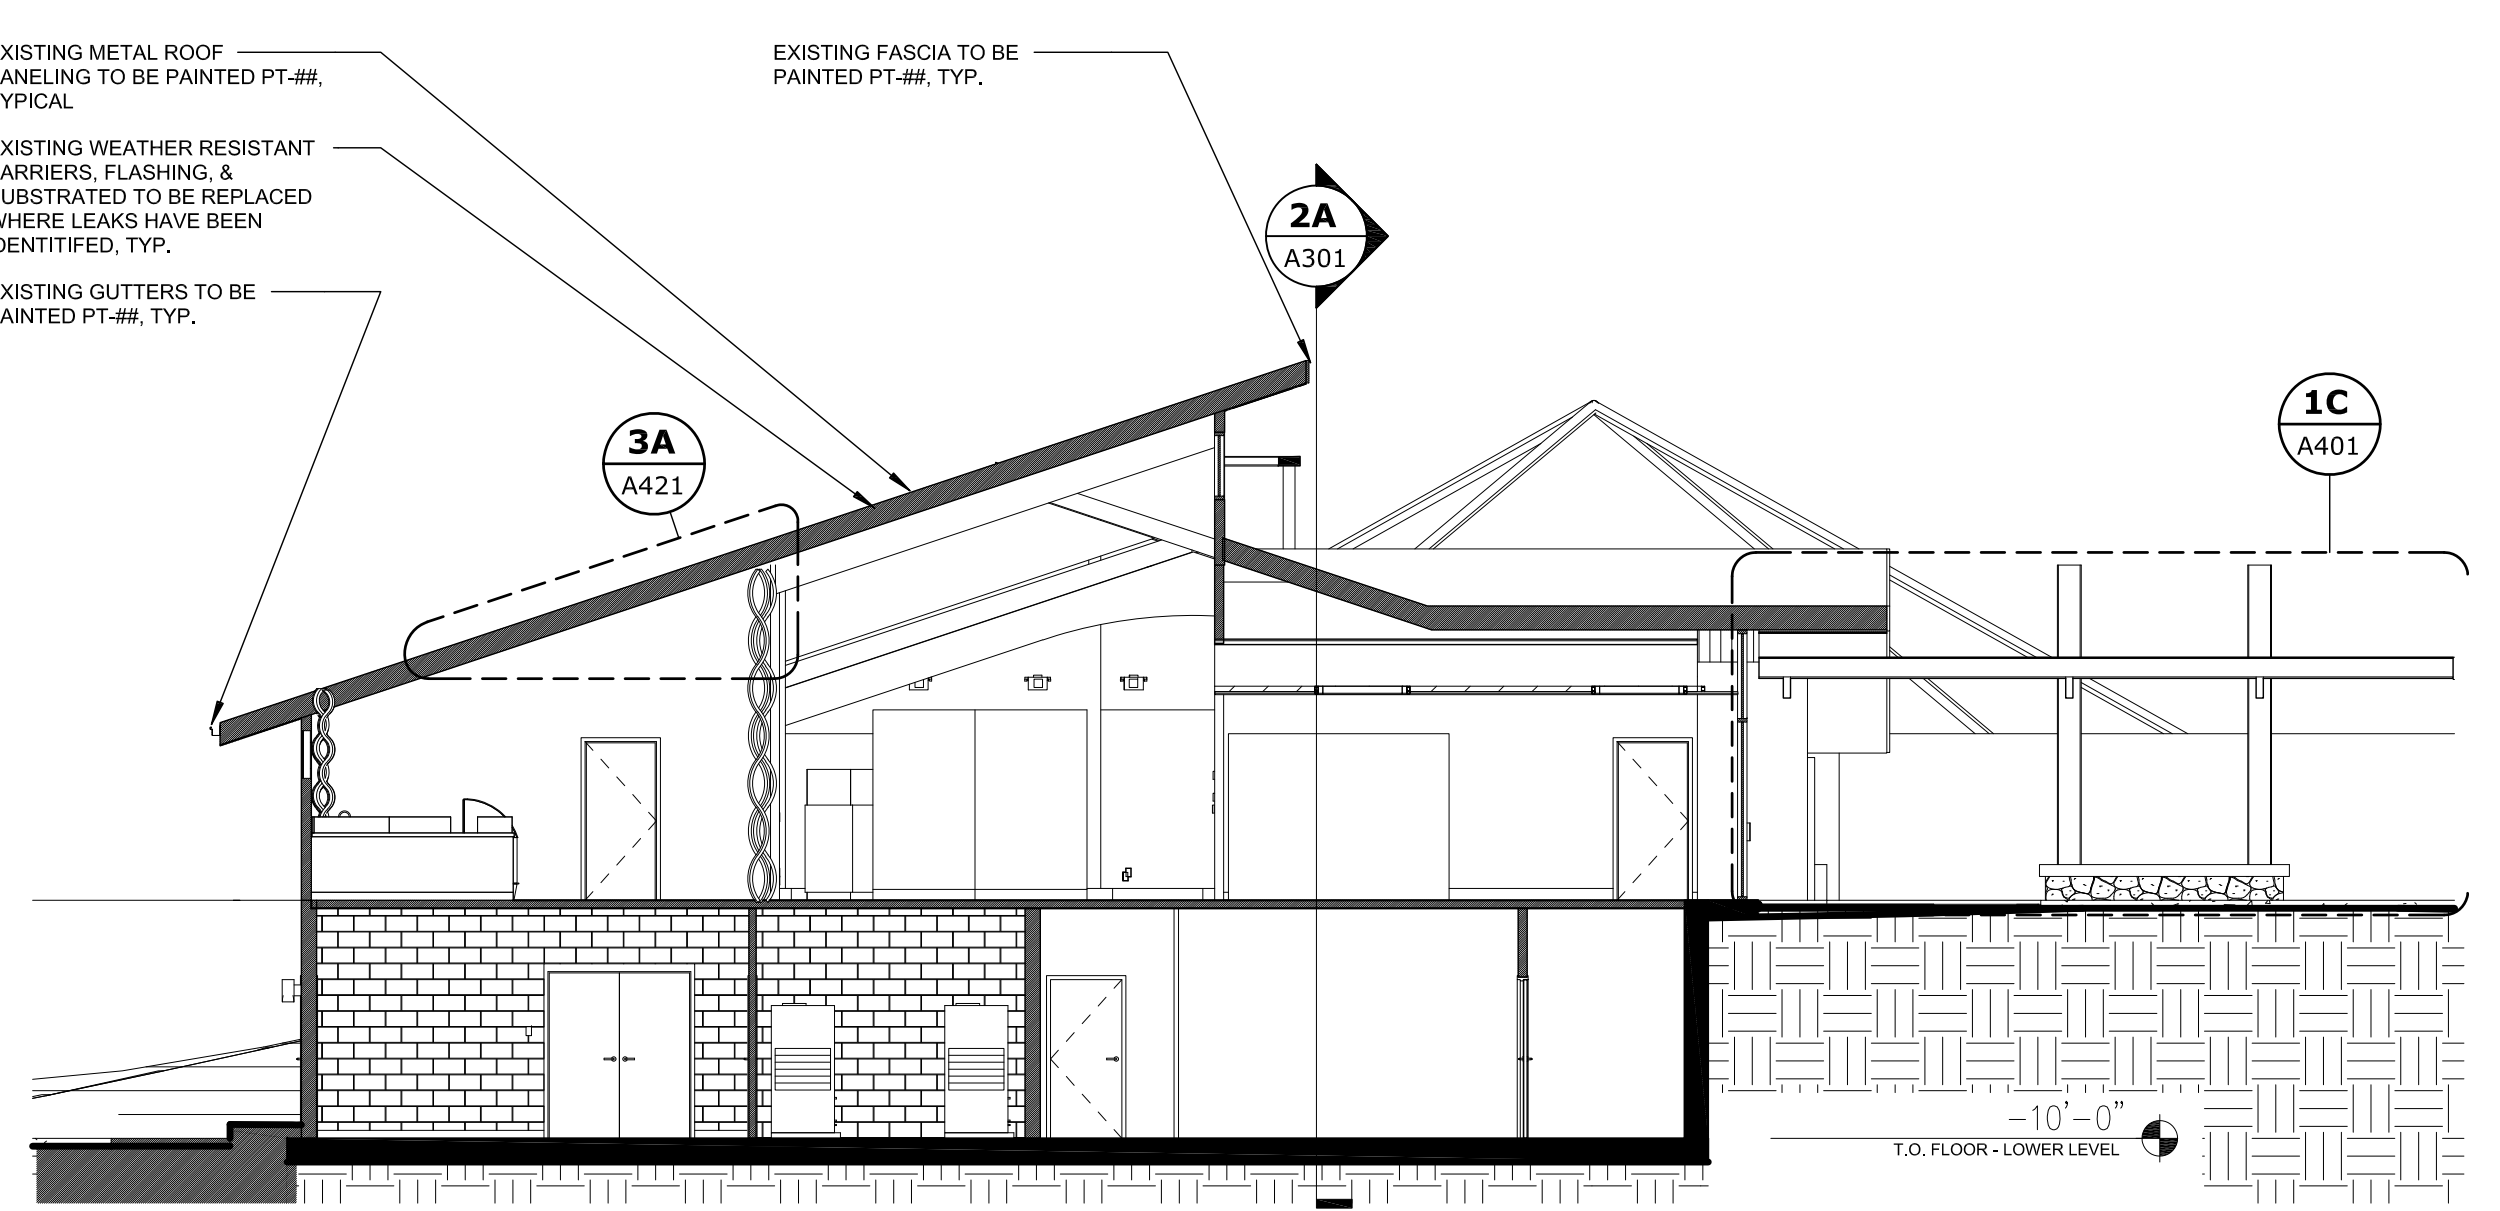 XISTING METAL ROOF
ANELING TO BE PAINTED PT-##,
YPICAL
XISTING WEATHER RESISTANT
ARRIERS, FLASHING, &
UBSTRATED TO BE REPLACED
WHERE LEAKS HAVE BEEN
DENTITIFED, TYP.
XISTING GUTTERS TO BE
AINTED PT-##, TYP.
EXISTING FASCIA TO BE
PAINTED PT-##, TYP.
2A
A301
3A
A421
1C
A401
-10'-0"
T.O. FLOOR - LOWER LEVEL